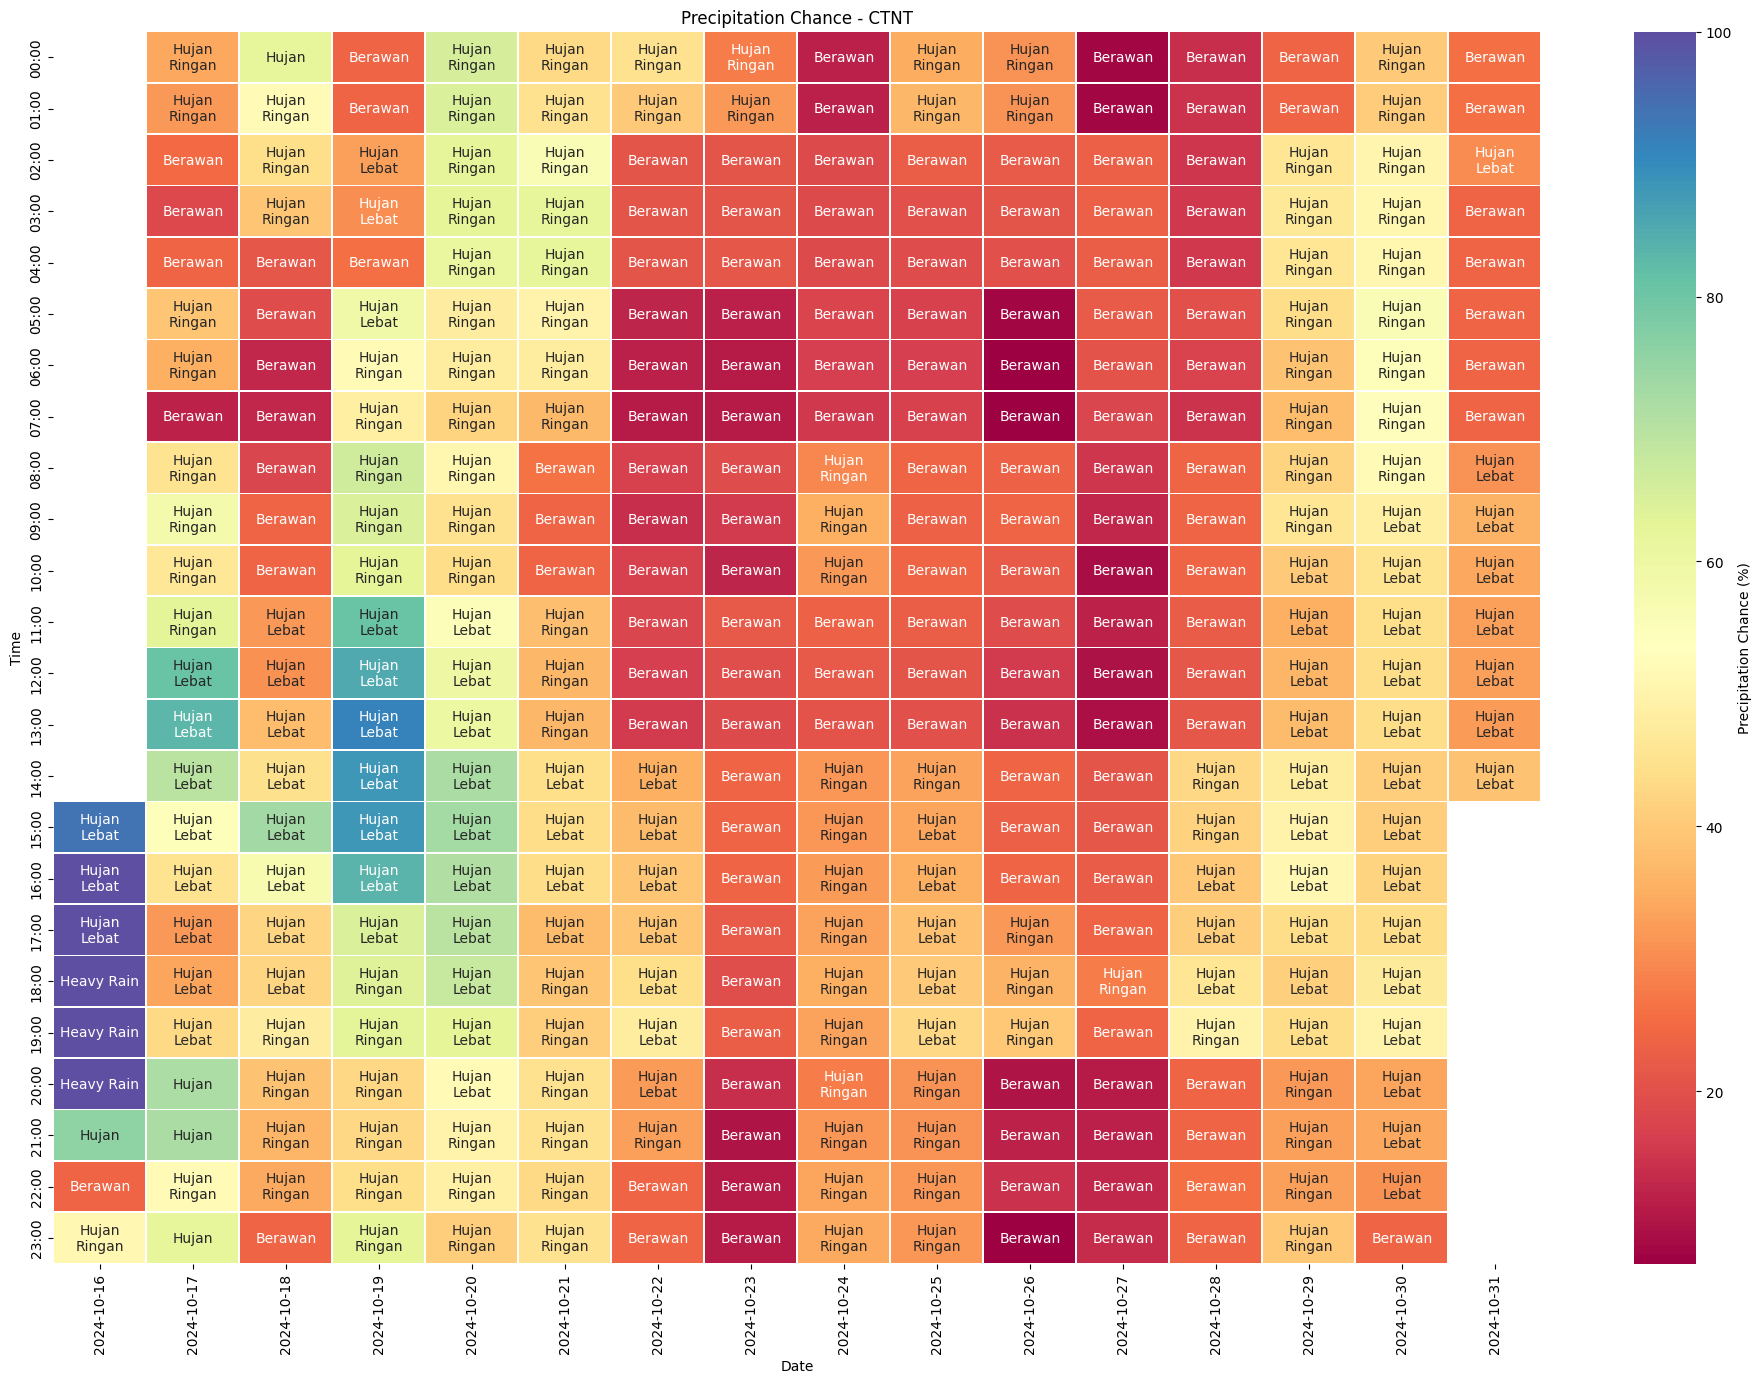 Precipitation Chance - CTNT
00:00 Hujan Ringan Hujan Berawan Hujan Ringan Hujan Ringan Hujan Ringan Hujan Ringan Berawan Hujan Ringan Hujan Ringan Berawan Berawan Berawan Hujan Ringan Berawan
01:00 Hujan Ringan Hujan Ringan Berawan Hujan Ringan Hujan Ringan Hujan Ringan Hujan Ringan Berawan Hujan Ringan Hujan Ringan Berawan Berawan Berawan Hujan Ringan Berawan
02:00 Berawan Hujan Ringan Hujan Lebat Hujan Ringan Hujan Ringan Berawan Berawan Berawan Berawan Berawan Berawan Berawan Hujan Ringan Hujan Ringan Hujan Lebat
03:00 Berawan Hujan Ringan Hujan Lebat Hujan Ringan Hujan Ringan Berawan Berawan Berawan Berawan Berawan Berawan Berawan Hujan Ringan Hujan Ringan Berawan
04:00 Berawan Berawan Berawan Hujan Ringan Hujan Ringan Berawan Berawan Berawan Berawan Berawan Berawan Berawan Hujan Ringan Hujan Ringan Berawan
05:00 Hujan Ringan Berawan Hujan Lebat Hujan Ringan Hujan Ringan Berawan Berawan Berawan Berawan Berawan Berawan Berawan Hujan Ringan Hujan Ringan Berawan
06:00 Hujan Ringan Berawan Hujan Ringan Hujan Ringan Hujan Ringan Berawan Berawan Berawan Berawan Berawan Berawan Berawan Hujan Ringan Hujan Ringan Berawan
07:00 Berawan Berawan Hujan Ringan Hujan Ringan Hujan Ringan Berawan Berawan Berawan Berawan Berawan Berawan Berawan Hujan Ringan Hujan Ringan Berawan
08:00 Hujan Ringan Berawan Hujan Ringan Hujan Ringan Berawan Berawan Berawan Hujan Ringan Berawan Berawan Berawan Berawan Hujan Ringan Hujan Ringan Hujan Lebat
09:00 Hujan Ringan Berawan Hujan Ringan Hujan Ringan Berawan Berawan Berawan Hujan Ringan Berawan Berawan Berawan Berawan Hujan Ringan Hujan Lebat Hujan Lebat
10:00 Hujan Ringan Berawan Hujan Ringan Hujan Ringan Berawan Berawan Berawan Hujan Ringan Berawan Berawan Berawan Berawan Hujan Lebat Hujan Lebat Hujan Lebat
11:00 Hujan Ringan Hujan Lebat Hujan Lebat Hujan Lebat Hujan Ringan Berawan Berawan Berawan Berawan Berawan Berawan Berawan Hujan Lebat Hujan Lebat Hujan Lebat
12:00 Hujan Lebat Hujan Lebat Hujan Lebat Hujan Lebat Hujan Ringan Berawan Berawan Berawan Berawan Berawan Berawan Berawan Hujan Lebat Hujan Lebat Hujan Lebat
13:00 Hujan Lebat Hujan Lebat Hujan Lebat Hujan Lebat Hujan Ringan Berawan Berawan Berawan Berawan Berawan Berawan Berawan Hujan Lebat Hujan Lebat Hujan Lebat
14:00 Hujan Lebat Hujan Lebat Hujan Lebat Hujan Lebat Hujan Lebat Hujan Lebat Berawan Hujan Ringan Hujan Ringan Berawan Berawan Hujan Ringan Hujan Lebat Hujan Lebat Hujan Lebat
15:00 Hujan Lebat Hujan Lebat Hujan Lebat Hujan Lebat Hujan Lebat Hujan Lebat Hujan Lebat Berawan Hujan Ringan Hujan Lebat Berawan Berawan Hujan Ringan Hujan Lebat Hujan Lebat
16:00 Hujan Lebat Hujan Lebat Hujan Lebat Hujan Lebat Hujan Lebat Hujan Lebat Hujan Lebat Berawan Hujan Ringan Hujan Lebat Berawan Berawan Hujan Lebat Hujan Lebat Hujan Lebat
17:00 Hujan Lebat Hujan Lebat Hujan Lebat Hujan Lebat Hujan Lebat Hujan Lebat Hujan Lebat Berawan Hujan Ringan Hujan Lebat Hujan Ringan Berawan Hujan Lebat Hujan Lebat Hujan Lebat
18:00 Heavy Rain Hujan Lebat Hujan Lebat Hujan Ringan Hujan Lebat Hujan Ringan Hujan Lebat Berawan Hujan Ringan Hujan Lebat Hujan Ringan Hujan Ringan Hujan Lebat Hujan Lebat Hujan Lebat
19:00 Heavy Rain Hujan Lebat Hujan Ringan Hujan Ringan Hujan Lebat Hujan Ringan Hujan Lebat Berawan Hujan Ringan Hujan Lebat Hujan Ringan Berawan Hujan Ringan Hujan Lebat Hujan Lebat
20:00 Heavy Rain Hujan Hujan Ringan Hujan Ringan Hujan Lebat Hujan Ringan Hujan Lebat Berawan Hujan Ringan Hujan Ringan Berawan Berawan Berawan Hujan Ringan Hujan Lebat
21:00 Hujan Hujan Hujan Ringan Hujan Ringan Hujan Ringan Hujan Ringan Hujan Ringan Berawan Hujan Ringan Hujan Ringan Berawan Berawan Berawan Hujan Ringan Hujan Lebat
22:00 Berawan Hujan Ringan Hujan Ringan Hujan Ringan Hujan Ringan Hujan Ringan Berawan Berawan Hujan Ringan Hujan Ringan Berawan Berawan Berawan Hujan Ringan Hujan Lebat
23:00 Hujan Ringan Hujan Berawan Hujan Ringan Hujan Ringan Hujan Ringan Berawan Berawan Hujan Ringan Hujan Ringan Berawan Berawan Berawan Hujan Ringan Berawan
Time
2024-10-16 2024-10-17 2024-10-18 2024-10-19 2024-10-20 2024-10-21 2024-10-22 2024-10-23 2024-10-24 2024-10-25 2024-10-26 2024-10-27 2024-10-28 2024-10-29 2024-10-30 2024-10-31
Date
100
80
60
40
20
Precipitation Chance (%)